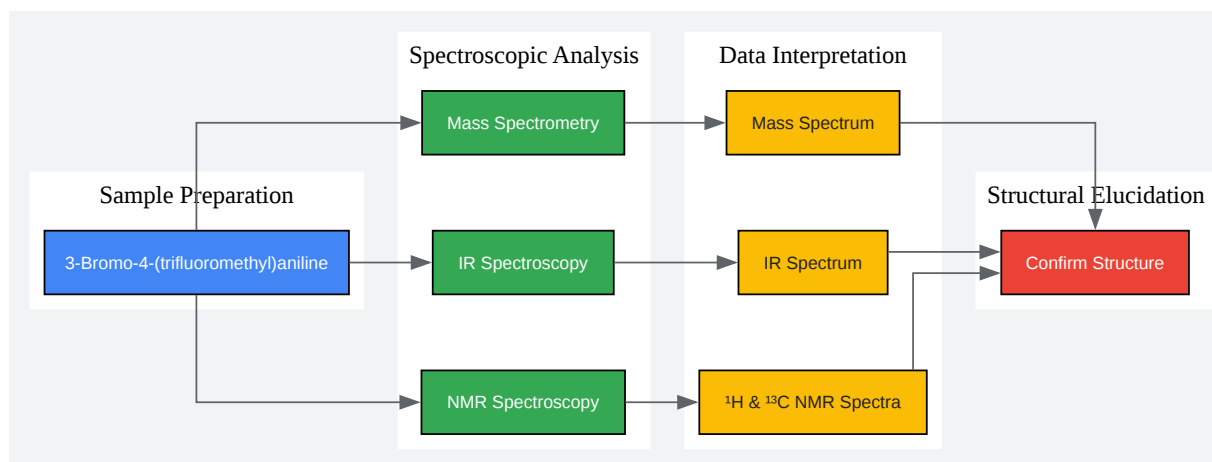 Spectroscopic Analysis
Data Interpretation
Mass Spectrometry
Mass Spectrum
Sample Preparation
Structural Elucidation
3-Bromo-4-(trifluoromethyl)aniline
IR Spectroscopy
IR Spectrum
Confirm Structure
NMR Spectroscopy
¹H & ¹³C NMR Spectra